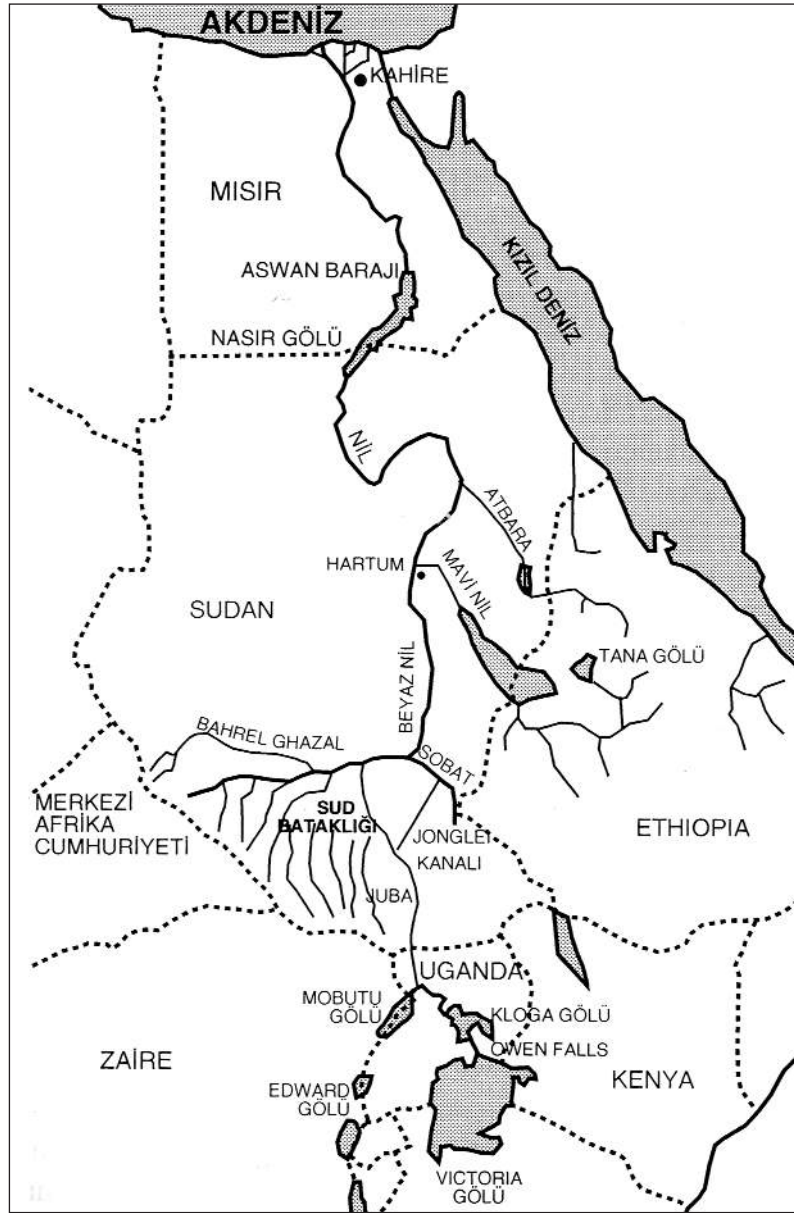 AKDENİZ
KAHİRE
MISIR
ASWAN BARAJI
KIZIL DENİZ
NASIR GÖLÜ
NİL
ATBARA
HARTUM
MAVİ NİL
SUDAN
TANA GÖLÜ
BEYAZ NİL
BAHREL GHAZAL
SOBAT
MERKEZİ
AFRİKA
CUMHURİYETİ
SUD
BATAKLIĞI
JONGLEI
KANALI
ETHIOPIA
JUBA
UGANDA
MOBUTU
GÖLÜ
KLOGA GÖLÜ
OWEN FALLS
ZAİRE
KENYA
EDWARD
GÖLÜ
VICTORIA
GÖLÜ